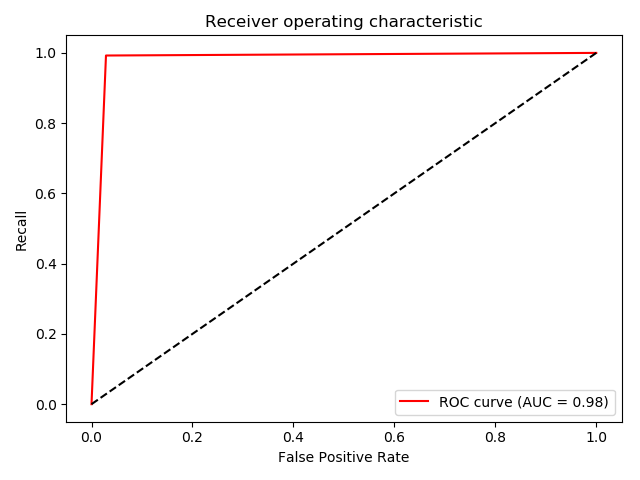 Receiver operating characteristic
1.0
0.8
0.6
0.4
0.2
0.0
Recall
0.0 0.2 0.4 0.6 0.8 1.0
False Positive Rate
ROC curve (AUC = 0.98)